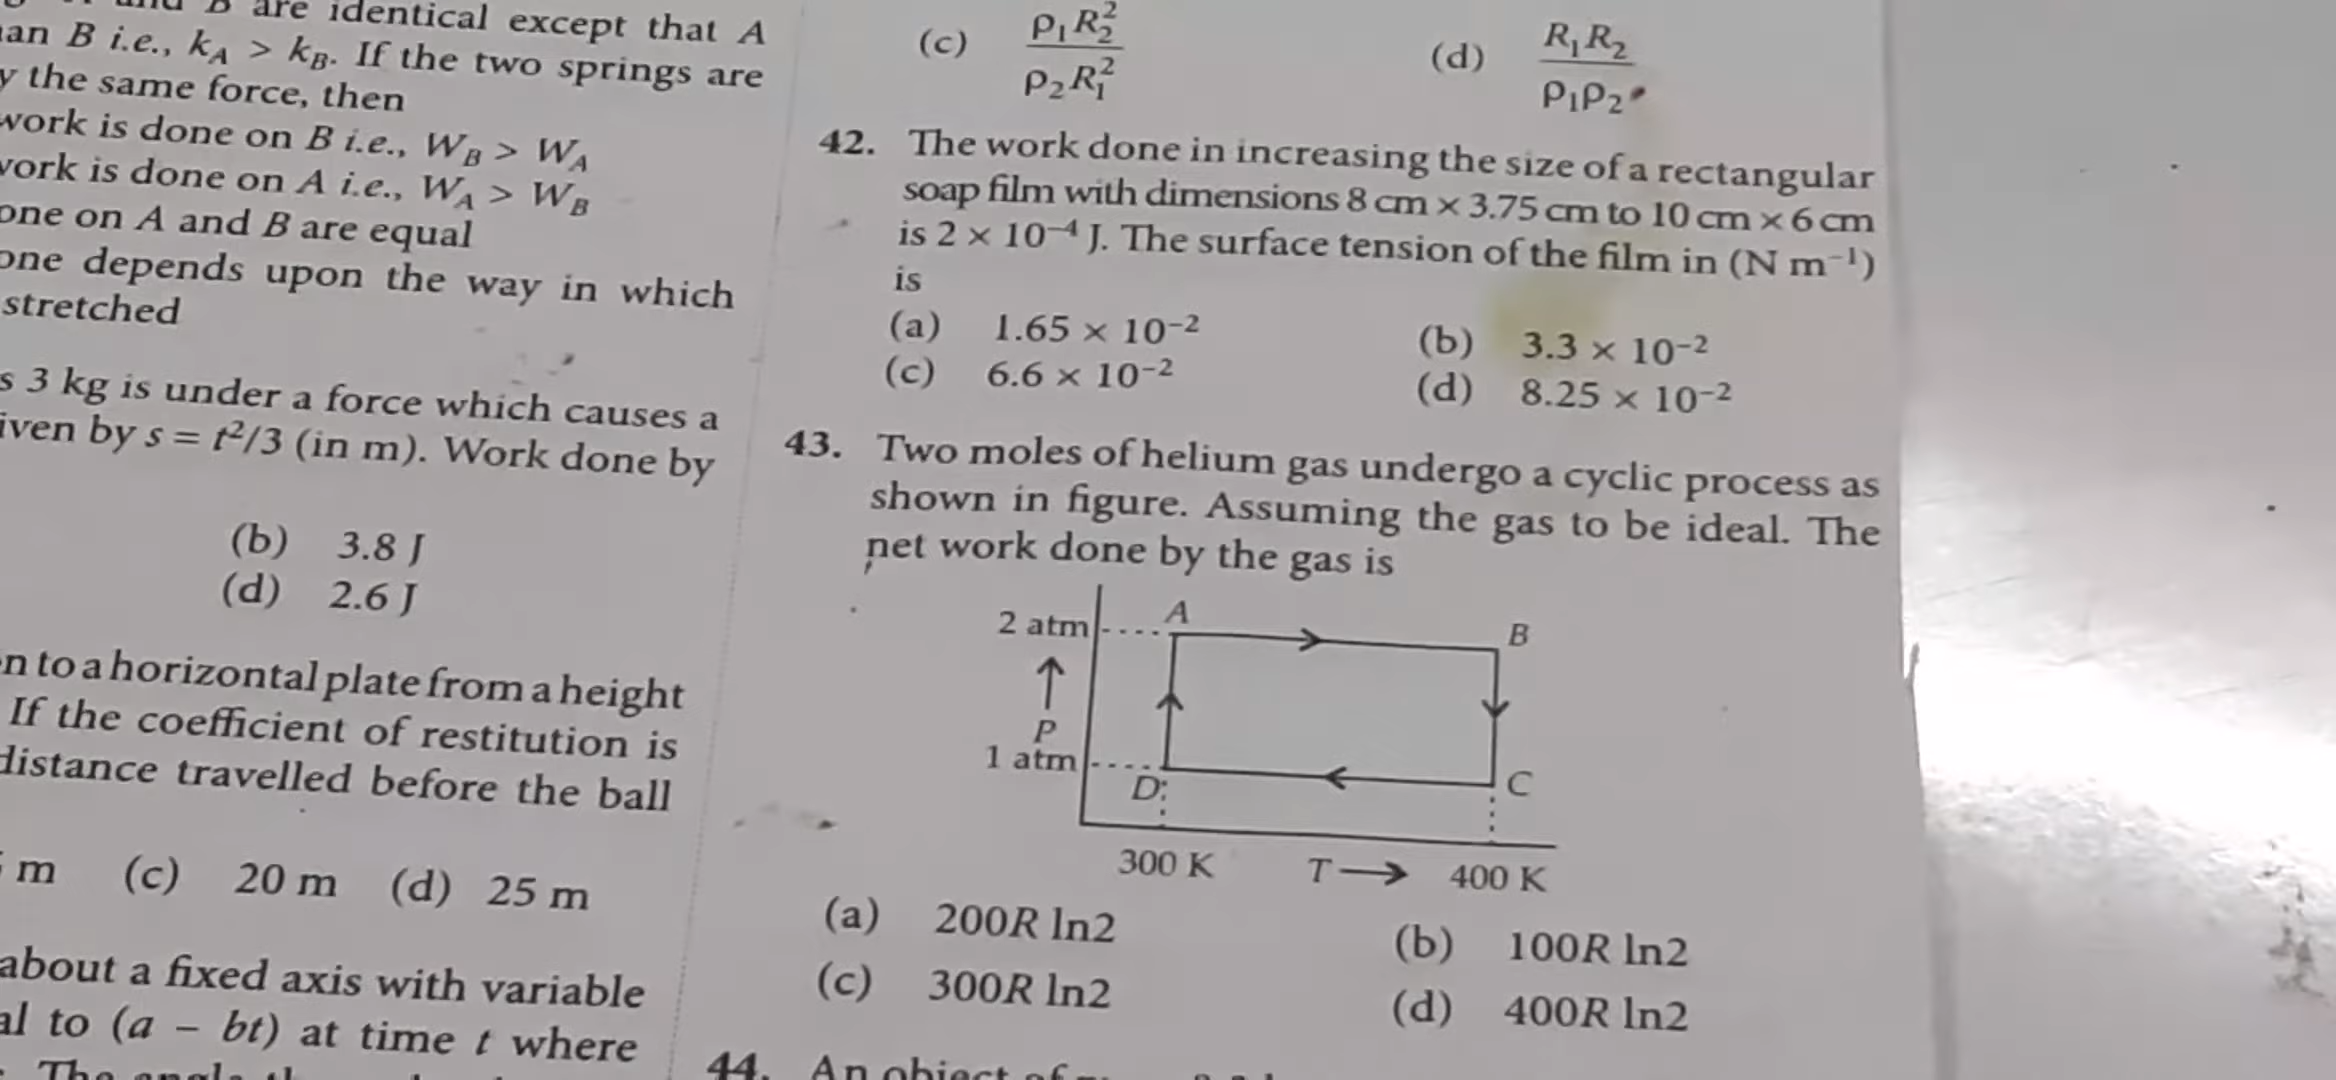 B are identical except that A
an B i.e., kA > kB. If the two springs are
the same force, then
work is done on B i.e., WB > WA
work is done on A i.e., WA > WB
one on A and B are equal
one depends upon the way in which
stretched
s 3 kg is under a force which causes a
iven by s = t²/3 (in m). Work done by
(b) 3.8 J
(d) 2.6 J
n to a horizontal plate from a height
If the coefficient of restitution is
distance travelled before the ball
m (c) 20 m (d) 25 m
about a fixed axis with variable
al to (a – bt) at time t where
(c) ρ₁R₂²/ρ₂R₁² (d) R₁R₂/ρ₁ρ₂.
42. The work done in increasing the size of a rectangular
soap film with dimensions 8 cm × 3.75 cm to 10 cm × 6 cm
is 2 × 10⁻⁴ J. The surface tension of the film in (N m⁻¹)
is
(a) 1.65 × 10⁻² (b) 3.3 × 10⁻²
(c) 6.6 × 10⁻² (d) 8.25 × 10⁻²
43. Two moles of helium gas undergo a cyclic process as
shown in figure. Assuming the gas to be ideal. The
net work done by the gas is
2 atm A B
P
1 atm D C
300 K T 400 K
(a) 200R ln2 (b) 100R ln2
(c) 300R ln2 (d) 400R ln2
44. An object of